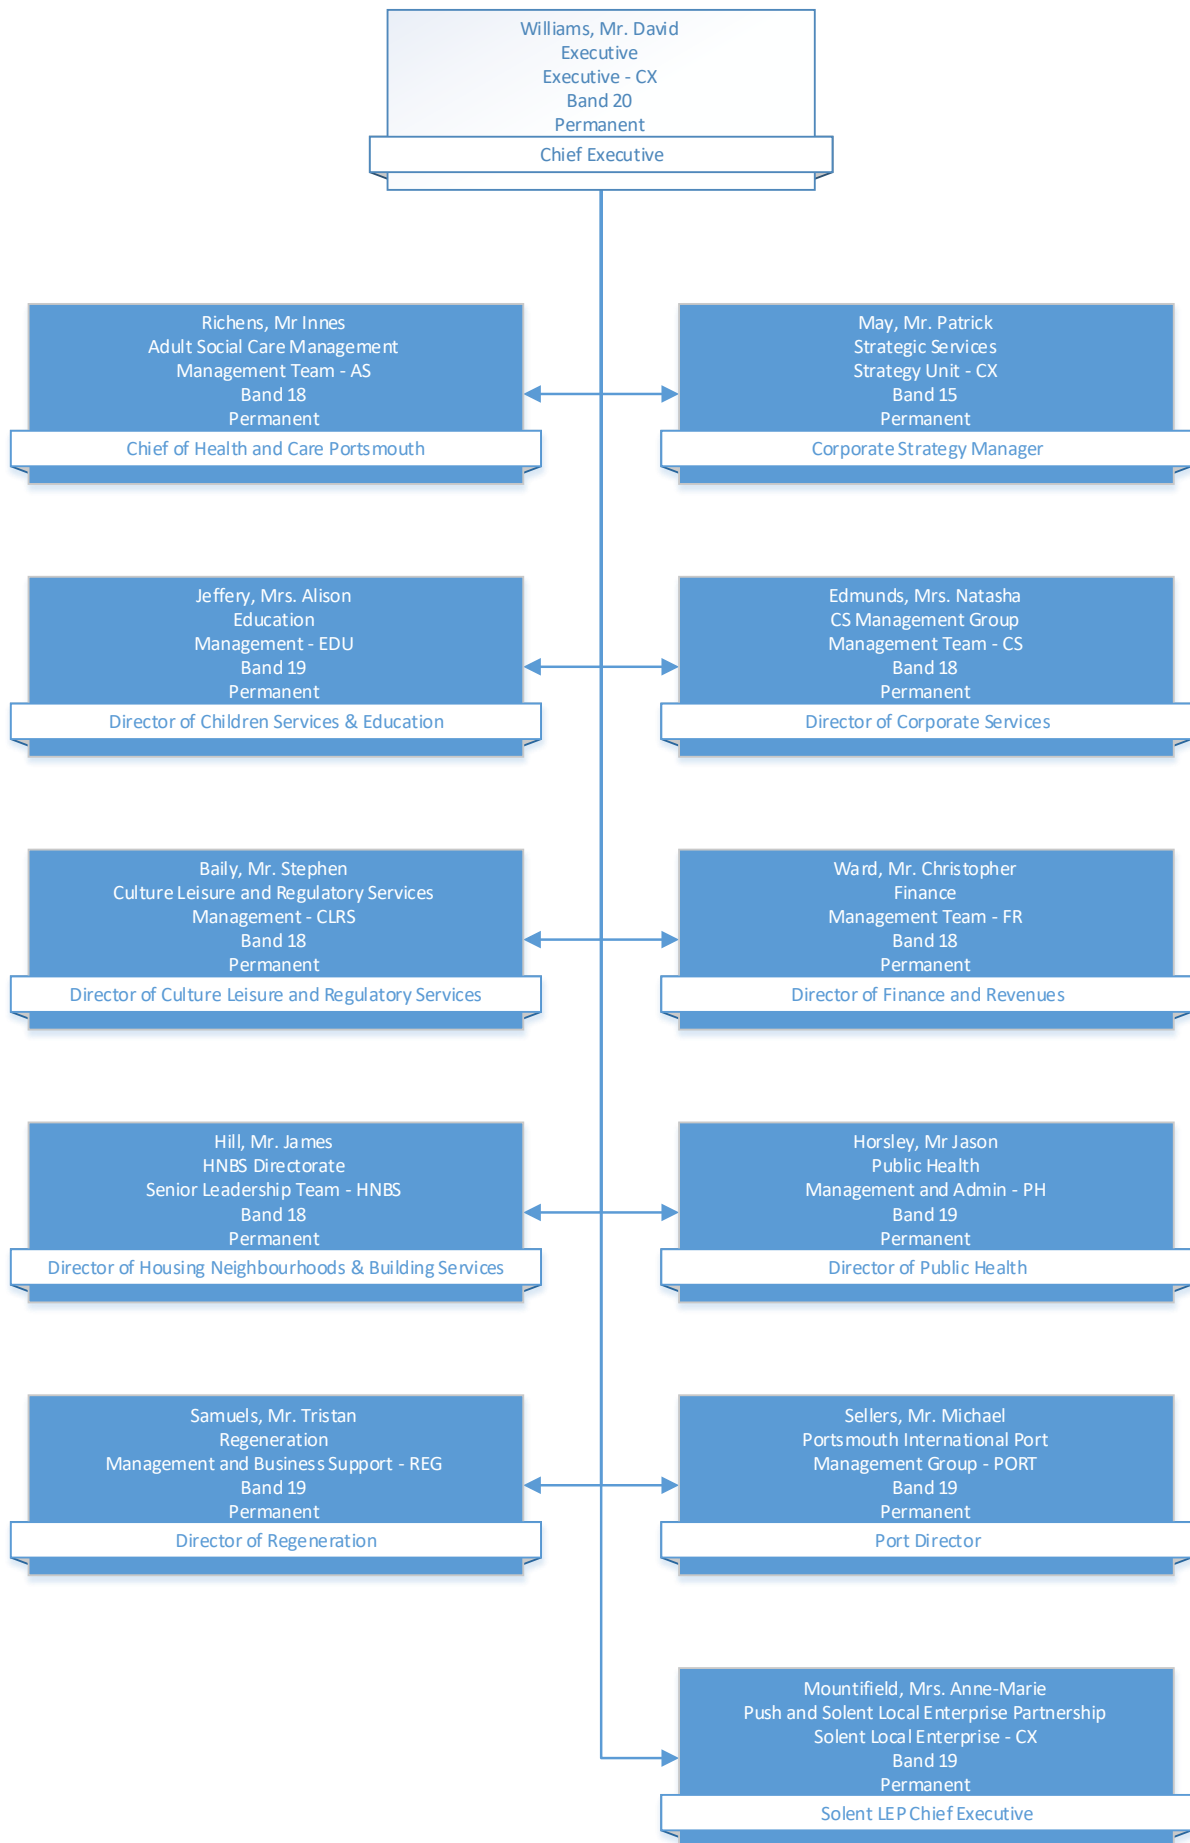 Williams, Mr. David
Executive
Executive - CX
Band 20
Permanent
Chief Executive
Richens, Mr Innes
Adult Social Care Management
Management Team - AS
Band 18
Permanent
Chief of Health and Care Portsmouth
May, Mr. Patrick
Strategic Services
Strategy Unit - CX
Band 15
Permanent
Corporate Strategy Manager
Jeffery, Mrs. Alison
Education
Management - EDU
Band 19
Permanent
Director of Children Services & Education
Edmunds, Mrs. Natasha
CS Management Group
Management Team - CS
Band 18
Permanent
Director of Corporate Services
Baily, Mr. Stephen
Culture Leisure and Regulatory Services
Management - CLRS
Band 18
Permanent
Director of Culture Leisure and Regulatory Services
Ward, Mr. Christopher
Finance
Management Team - FR
Band 18
Permanent
Director of Finance and Revenues
Hill, Mr. James
HNBS Directorate
Senior Leadership Team - HNBS
Band 18
Permanent
Director of Housing Neighbourhoods & Building Services
Horsley, Mr Jason
Public Health
Management and Admin - PH
Band 19
Permanent
Director of Public Health
Samuels, Mr. Tristan
Regeneration
Management and Business Support - REG
Band 19
Permanent
Director of Regeneration
Sellers, Mr. Michael
Portsmouth International Port
Management Group - PORT
Band 19
Permanent
Port Director
Mountifield, Mrs. Anne-Marie
Push and Solent Local Enterprise Partnership
Solent Local Enterprise - CX
Band 19
Permanent
Solent LEP Chief Executive